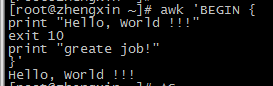 [root@zhengxin ~]# awk 'BEGIN {
print "Hello, World !!!"
exit 10
print "greate job!"
}'
Hello, World !!!